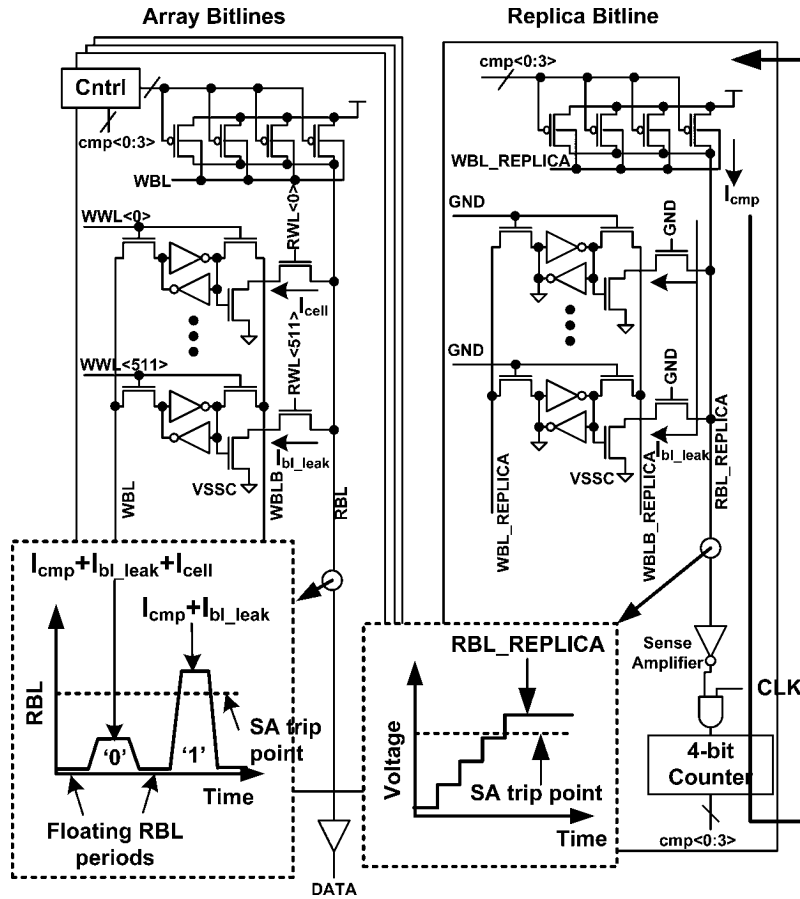 Array Bitlines
Replica Bitline
Cntrl
cmp<0:3>
WBL
WWL<0>
RWL<0>
Icell
RWL<511>
WWL<511>
Ibl_leak
VSSC
WBL
WBLB
RBL
cmp<0:3>
WBL_REPLICA
Icmp
GND
GND
GND
GND
Ibl_leak
VSSC
WBL_REPLICA
WBLB_REPLICA
RBL_REPLICA
Icmp+Ibl_leak+Icell
Icmp+Ibl_leak
RBL
'0'
'1'
SA trip
point
Time
Floating RBL
periods
DATA
RBL_REPLICA
Voltage
SA trip point
Time
Sense
Amplifier
CLK
4-bit
Counter
cmp<0:3>